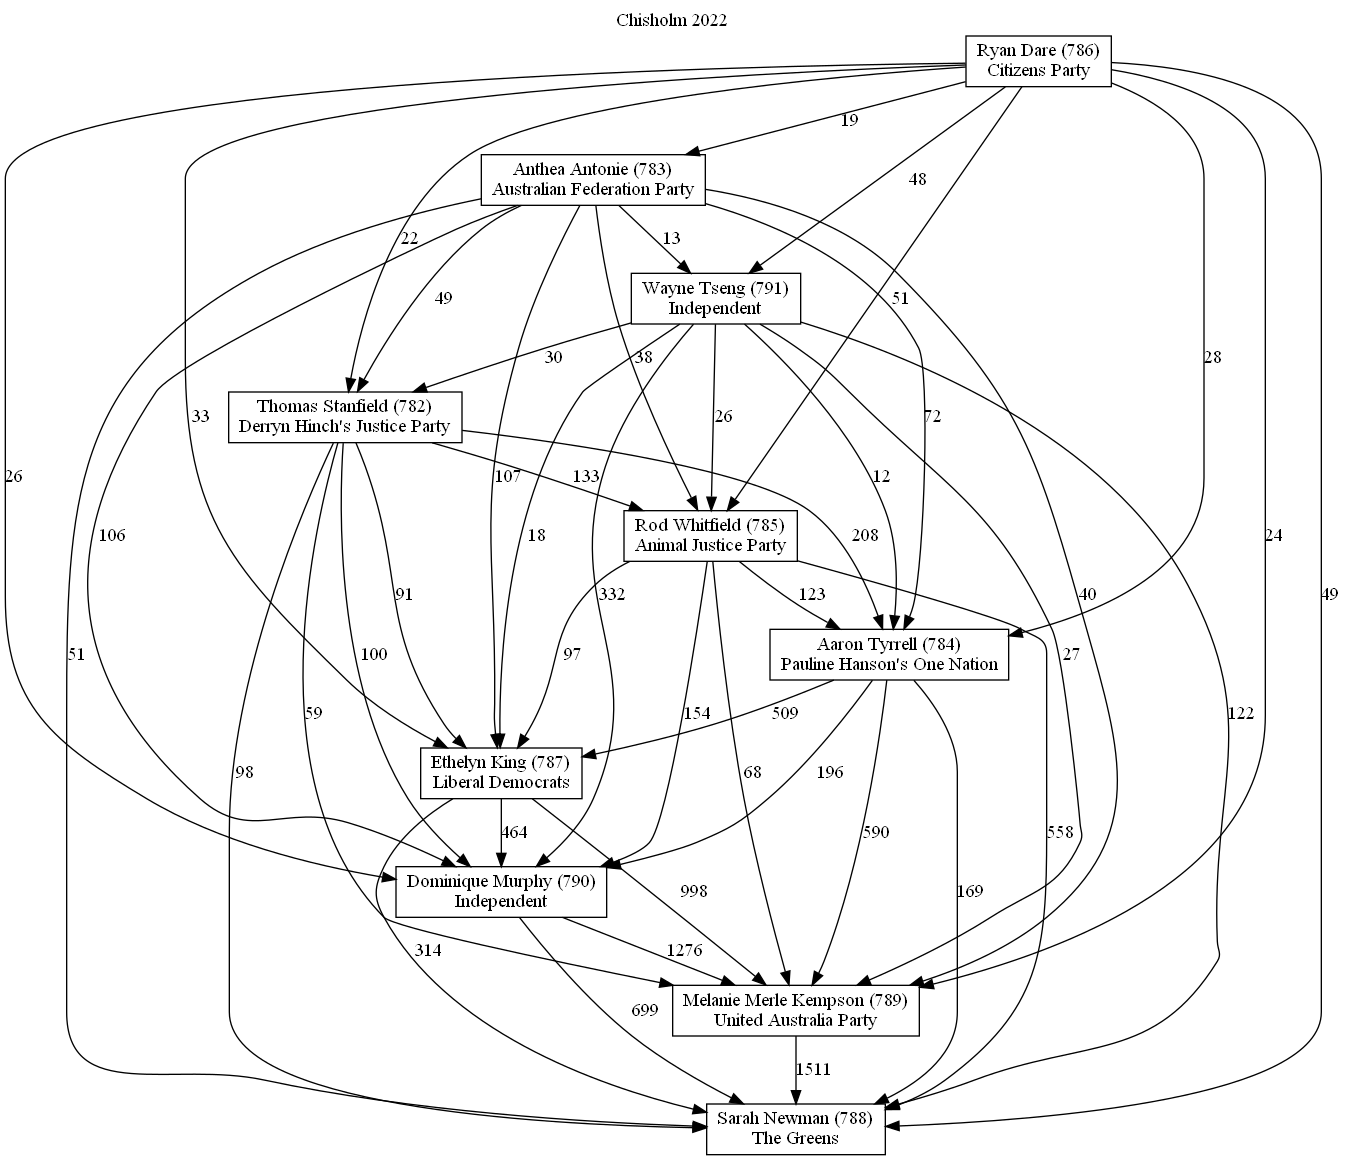 Chisholm 2022
Ryan Dare (786)
Citizens Party
19
Anthea Antonie (783)
Australian Federation Party
48
22
13
Wayne Tseng (791)
Independent
49
51
30
38
28
Thomas Stanfield (782)
Derryn Hinch's Justice Party
33
26
72
26
107
133
12
Rod Whitfield (785)
Animal Justice Party
106
18
208
24
91
332
123
40
49
Aaron Tyrrell (784)
Pauline Hanson's One Nation
51
100
97
27
59
154
509
122
Ethelyn King (787)
Liberal Democrats
98
68
196
464
590
558
Dominique Murphy (790)
Independent
998
169
314
1276
Melanie Merle Kempson (789)
United Australia Party
699
1511
Sarah Newman (788)
The Greens